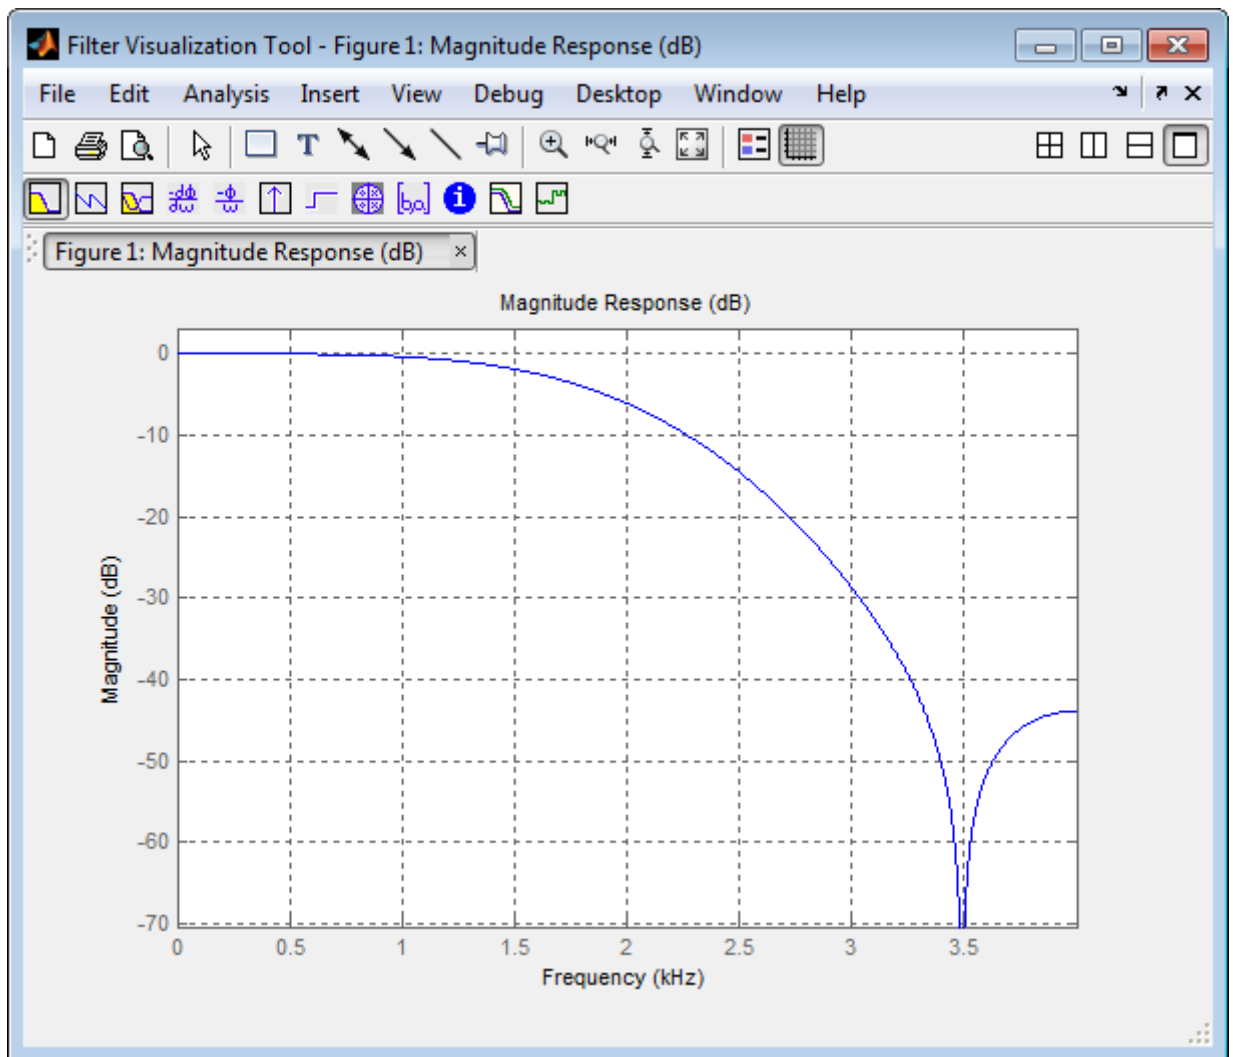 Filter Visualization Tool - Figure 1: Magnitude Response (dB)
File Edit Analysis Insert View Debug Desktop Window Help
T
[b,a] i
Figure 1: Magnitude Response (dB) ×
Magnitude Response (dB)
0
-10
-20
-30
-40
-50
-60
-70
Magnitude (dB)
0 0.5 1 1.5 2 2.5 3 3.5
Frequency (kHz)